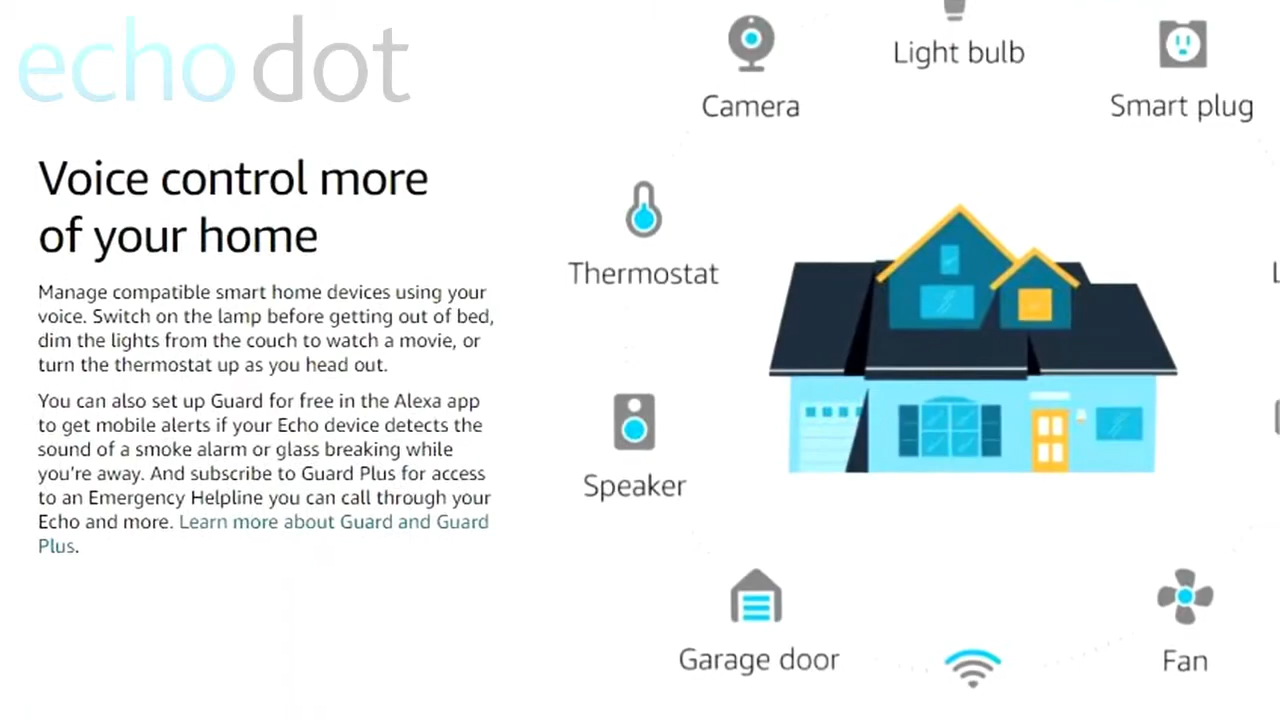 echo dot
Voice control more
of your home
Manage compatible smart home devices using your
voice. Switch on the lamp before getting out of bed,
dim the lights from the couch to watch a movie, or
turn the thermostat up as you head out.
You can also set up Guard for free in the Alexa app
to get mobile alerts if your Echo device detects the
sound of a smoke alarm or glass breaking while
you're away. And subscribe to Guard Plus for access
to an Emergency Helpline you can call through your
Echo and more. Learn more about Guard and Guard
Plus.
Light bulb
Camera
Smart plug
Thermostat
Speaker
Garage door
Fan